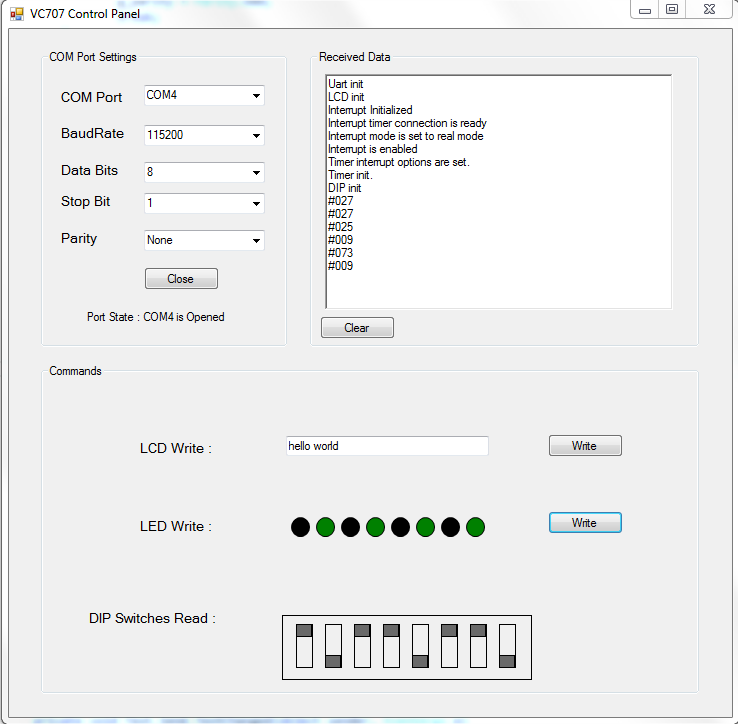 VC707 Control Panel
COM Port Settings
COM Port
COM4
BaudRate
115200
Data Bits
8
Stop Bit
1
Parity
None
Close
Port State : COM4 is Opened
Received Data
Uart init
LCD init
Interrupt Initialized
Interrupt timer connection is ready
Interrupt mode is set to real mode
Interrupt is enabled
Timer interrupt options are set.
Timer init.
DIP init
#027
#027
#025
#009
#073
#009
Clear
Commands
LCD Write :
hello world
Write
LED Write :
Write
DIP Switches Read :